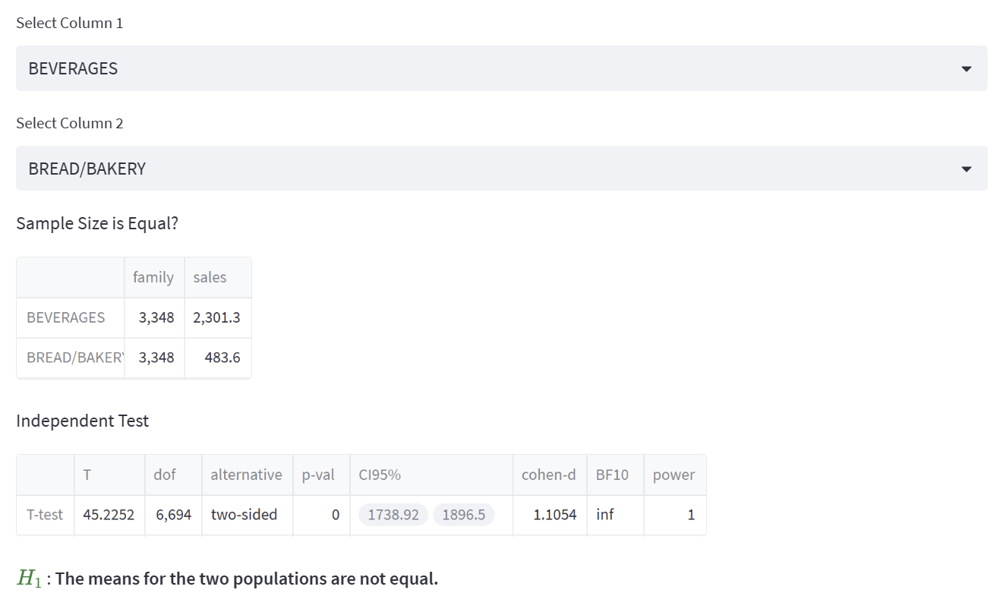 Select Column 1
BEVERAGES
Select Column 2
BREAD/BAKERY
Sample Size is Equal?
family sales
BEVERAGES 3,348 2,301.3
BREAD/BAKERY 3,348 483.6
Independent Test
T dof alternative p-val CI95% cohen-d BF10 power
T-test 45.2252 6,694 two-sided 0 1738.92 1896.5 1.1054 inf 1
H₁ : The means for the two populations are not equal.